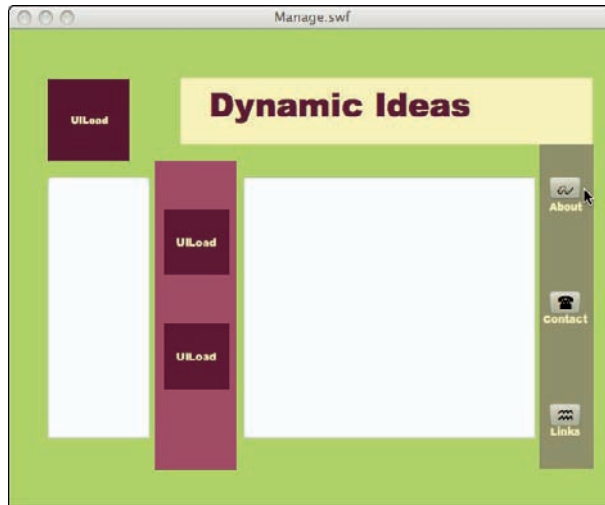 Manage.swf
Dynamic Ideas
UILoad
UILoad
UILoad
About
Contact
Links